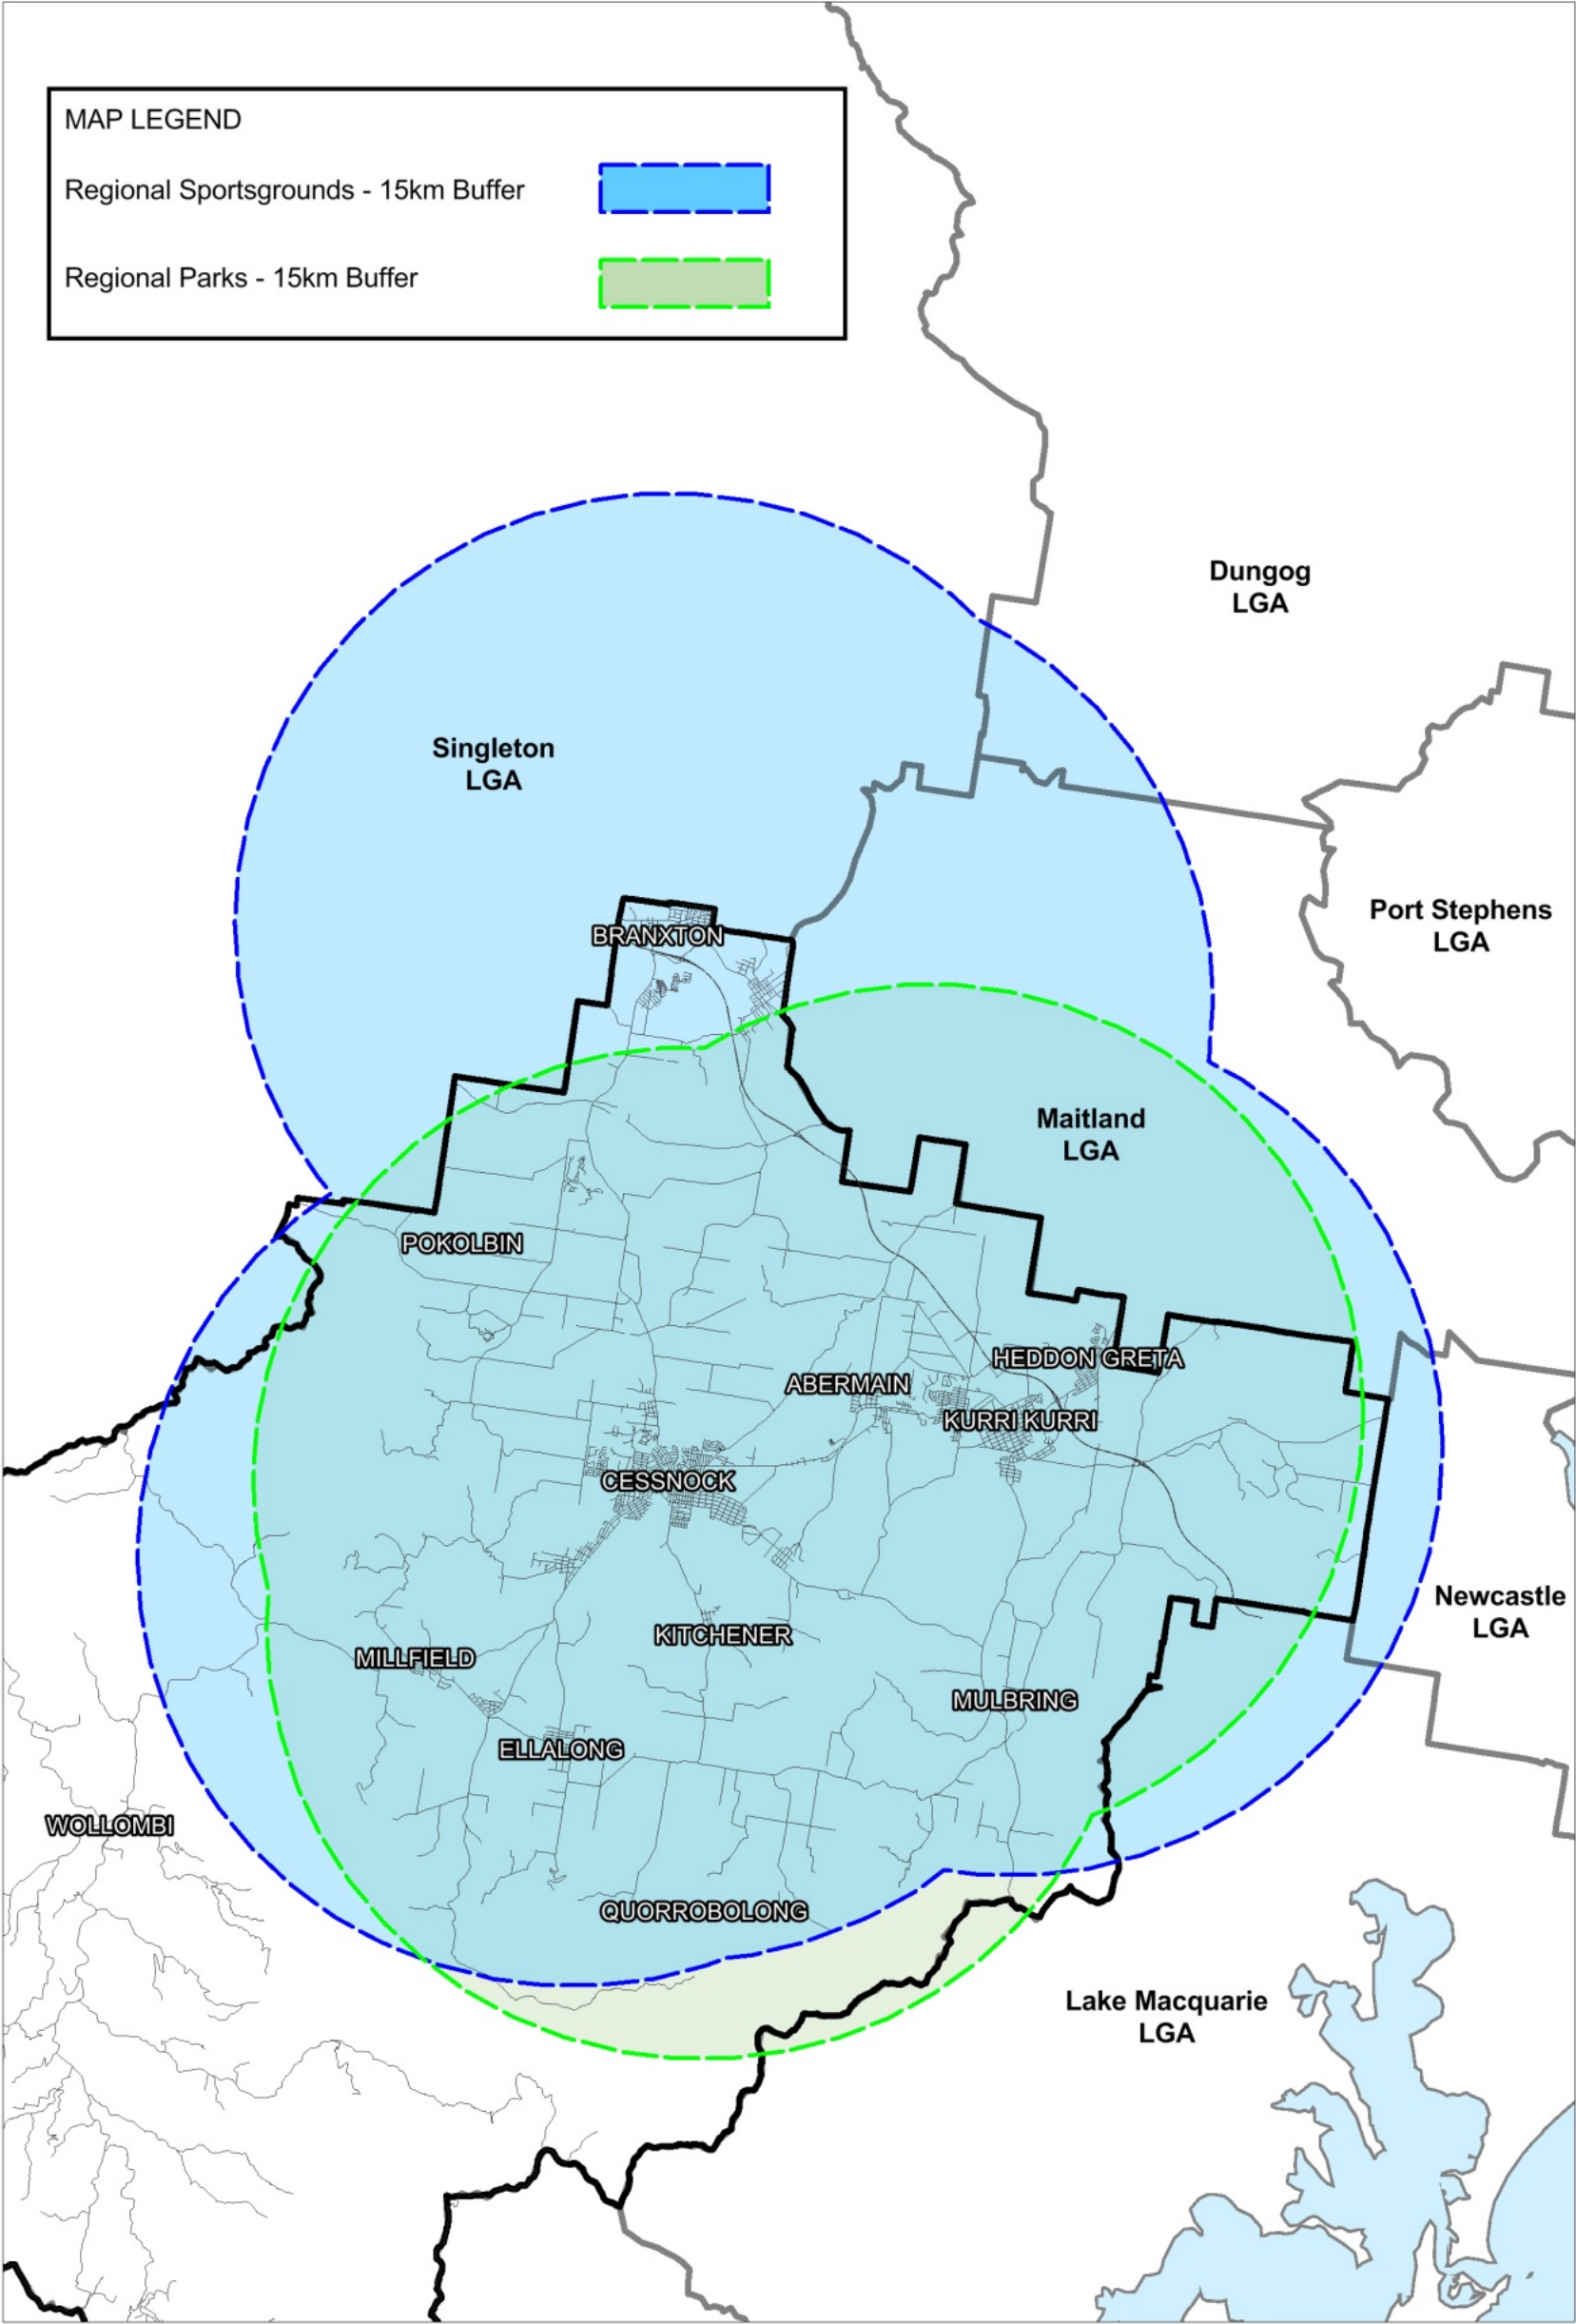 MAP LEGEND
Regional Sportsgrounds - 15km Buffer
Regional Parks - 15km Buffer
Dungog
LGA
Singleton
LGA
Port Stephens
LGA
BRANXTON
Maitland
LGA
POKOLBIN
HEDDON GRETA
ABERMAIN
KURRI KURRI
CESSNOCK
Newcastle
LGA
KITCHENER
MILLFIELD
MULBRING
ELLALONG
WOLLOMBI
QUORROBOLONG
Lake Macquarie
LGA